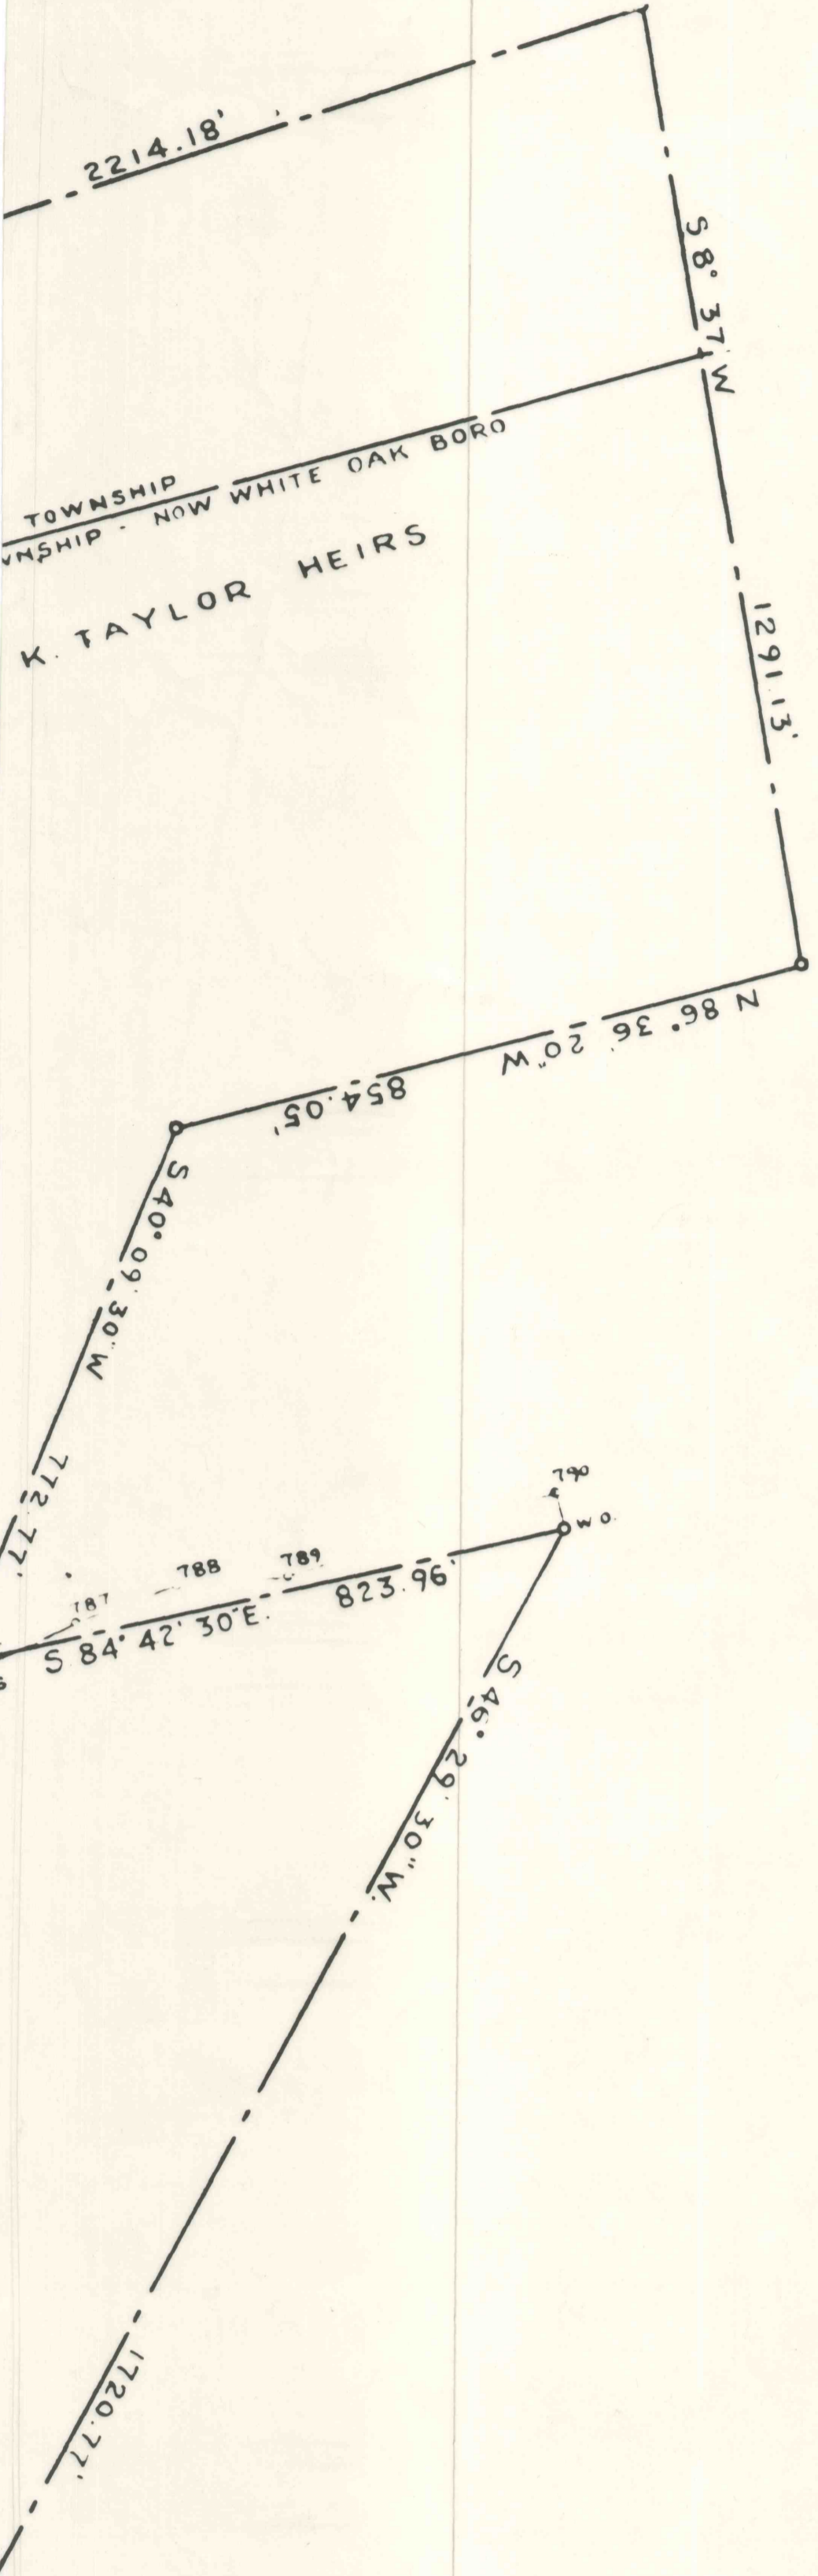 2214.18'
S 8° 37' W
TOWNSHIP
WNSHIP - NOW WHITE OAK BORO
K. TAYLOR HEIRS
1291.13'
N 86° 36' 20" W
854.05'
S 40° 09' 30" W
772.77'
790
W O.
789
788
787
823.96'
S 84° 42' 30" E.
S
S 46° 29' 30" W.
1720.77'